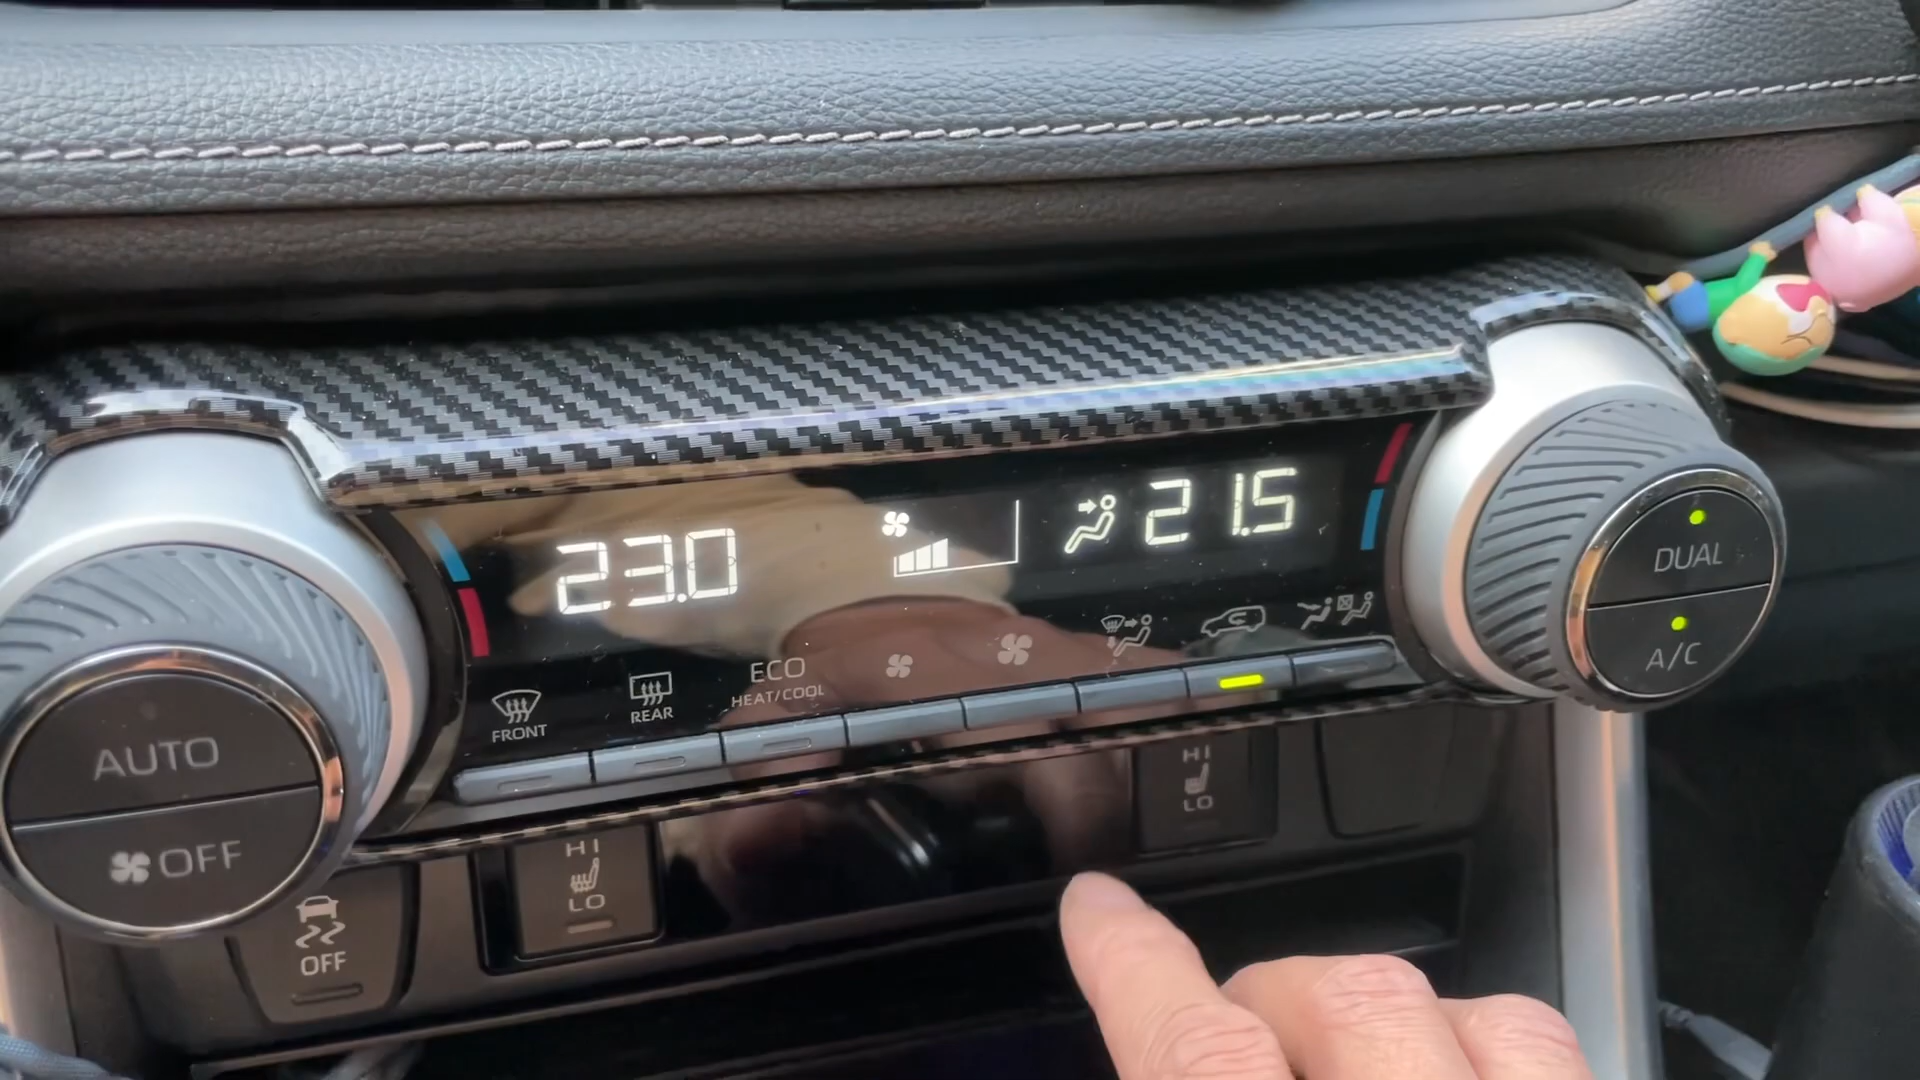 23.0
21.5
FRONT
REAR
ECO
HEAT/COOL
AUTO
OFF
DUAL
A/C
HI
LO
HI
LO
OFF